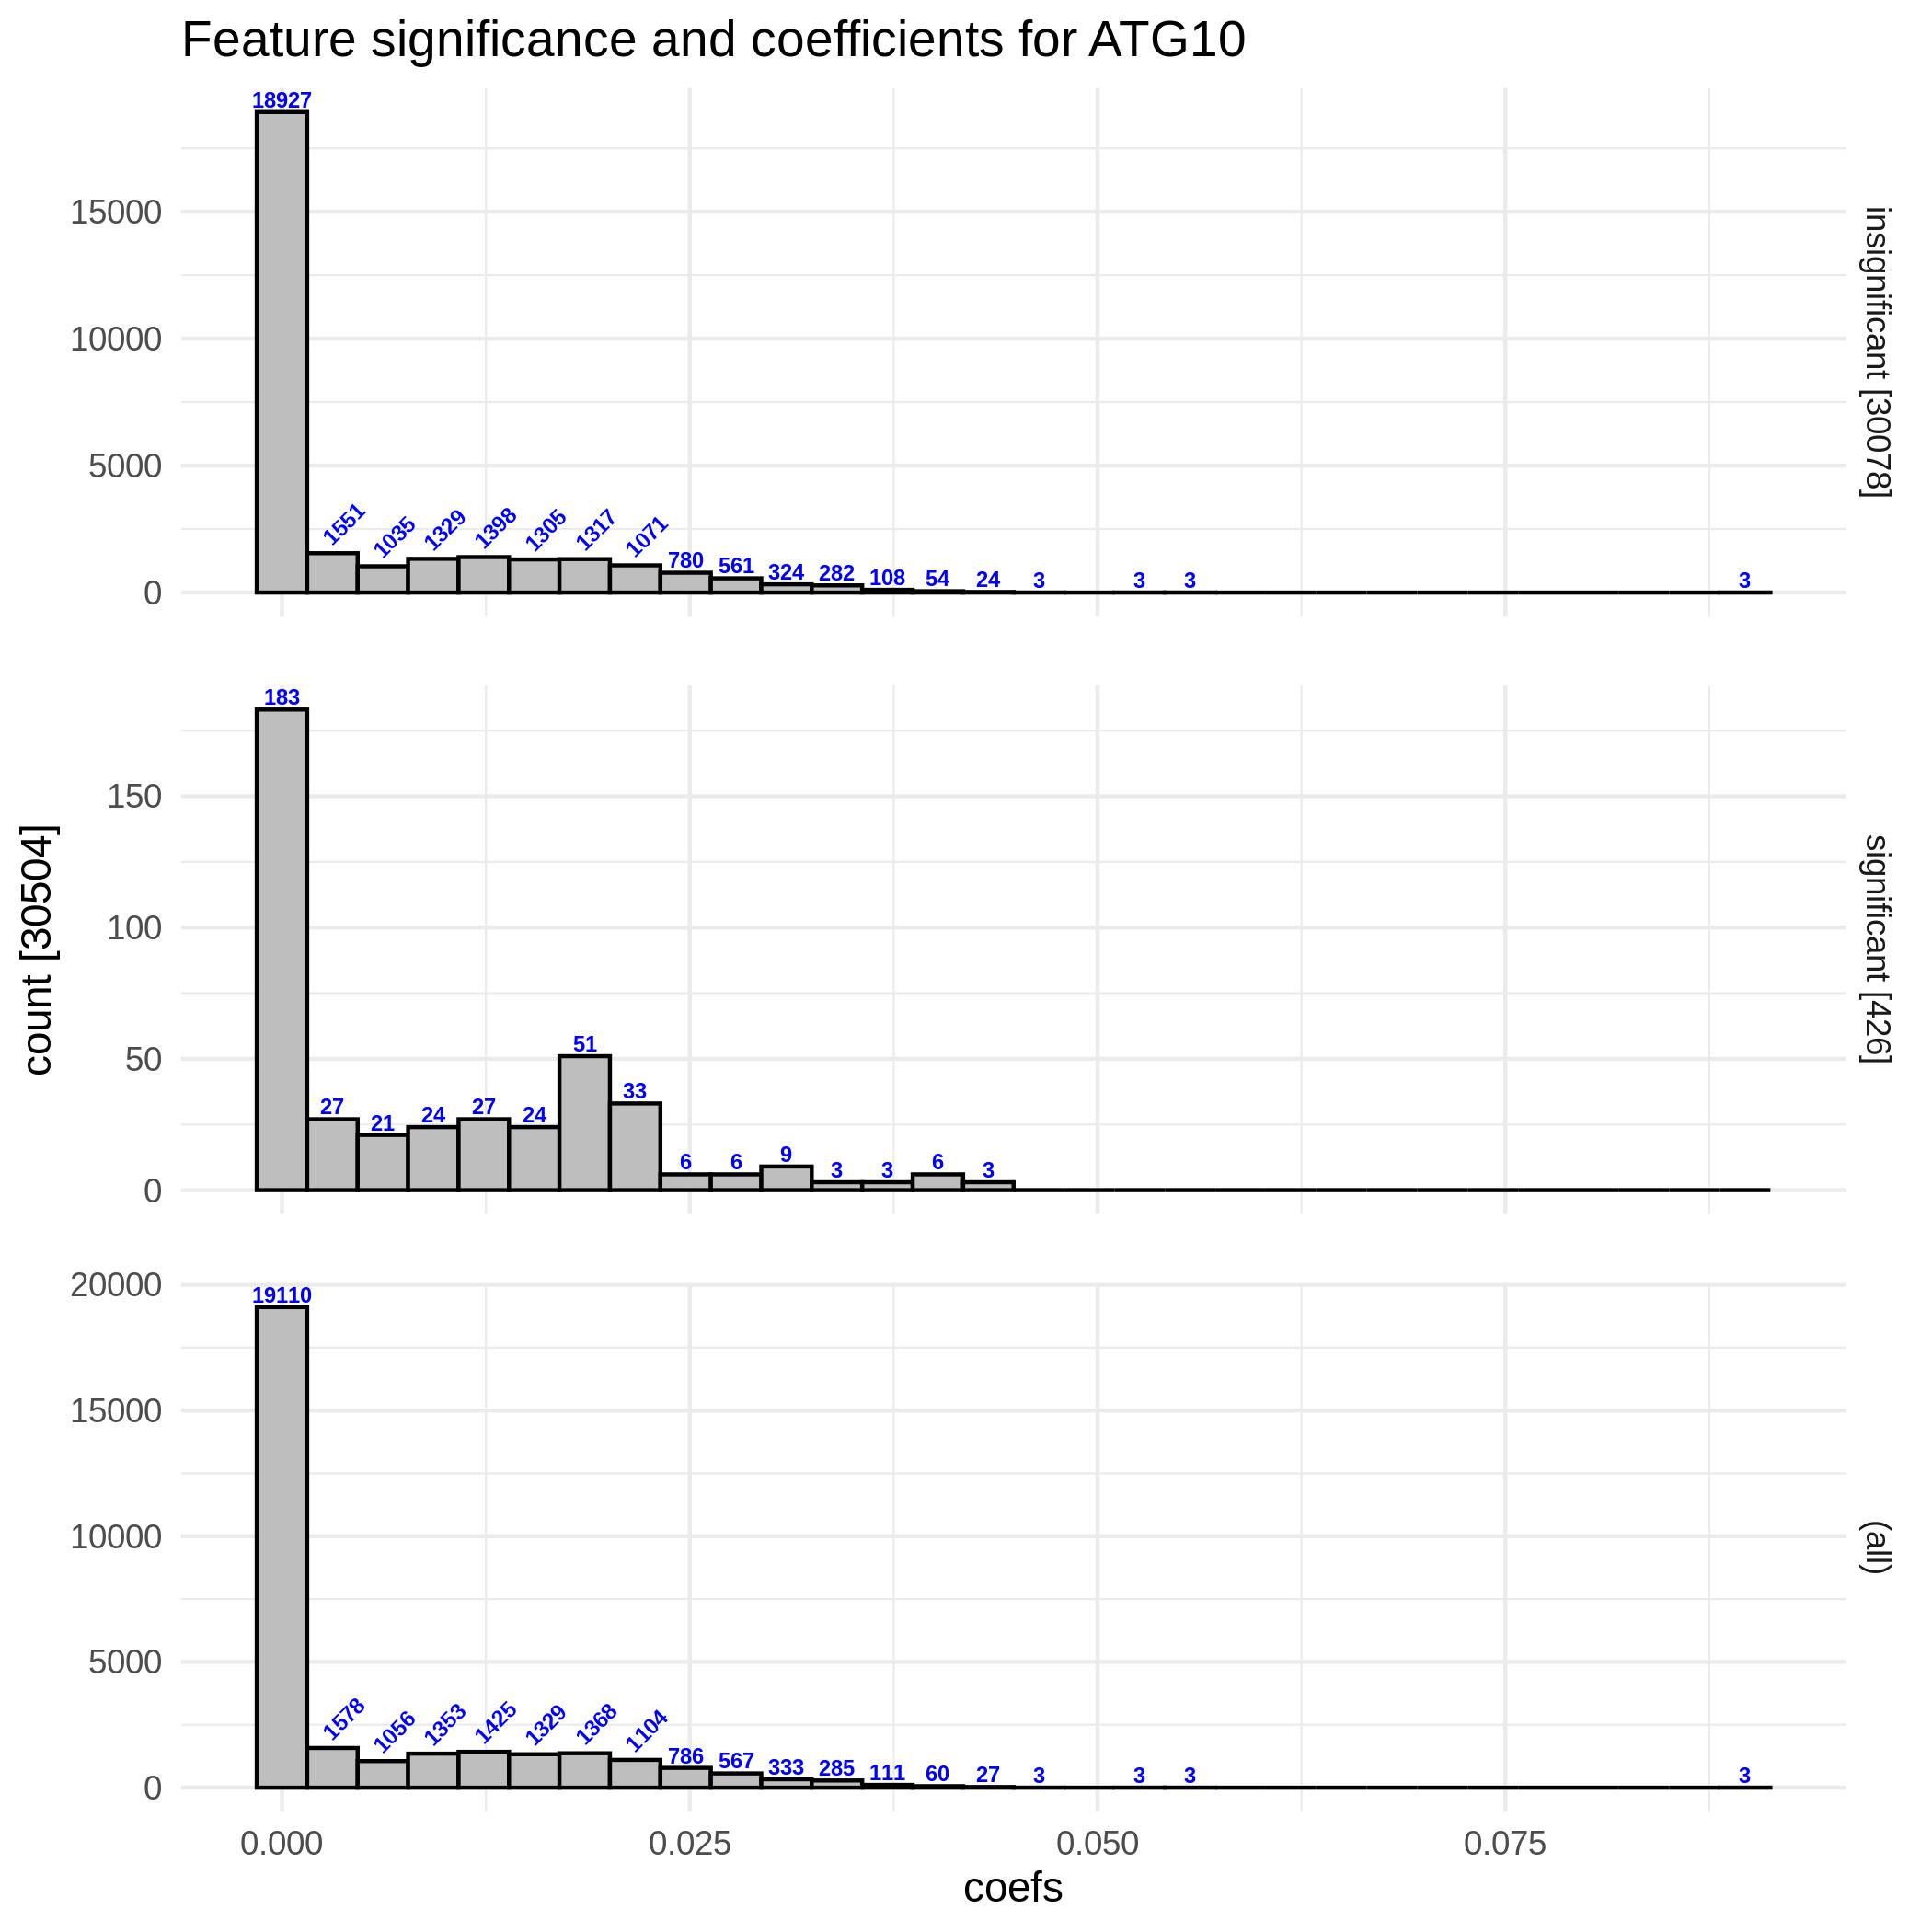 Feature significance and coefficients for ATG10
18927
15000
10000
5000
0
1551 1035 1329 1398 1305 1317 1071 780 561 324 282 108 54 24 3 3 3 3
insignificant [30078]
183
150
100
50
0
27 21 24 27 24 51 33 6 6 9 3 3 6 3
significant [426]
count [30504]
20000
19110
15000
10000
5000
0
1578 1056 1353 1425 1329 1368 1104 786 567 333 285 111 60 27 3 3 3 3
(all)
0.000 0.025 0.050 0.075
coefs